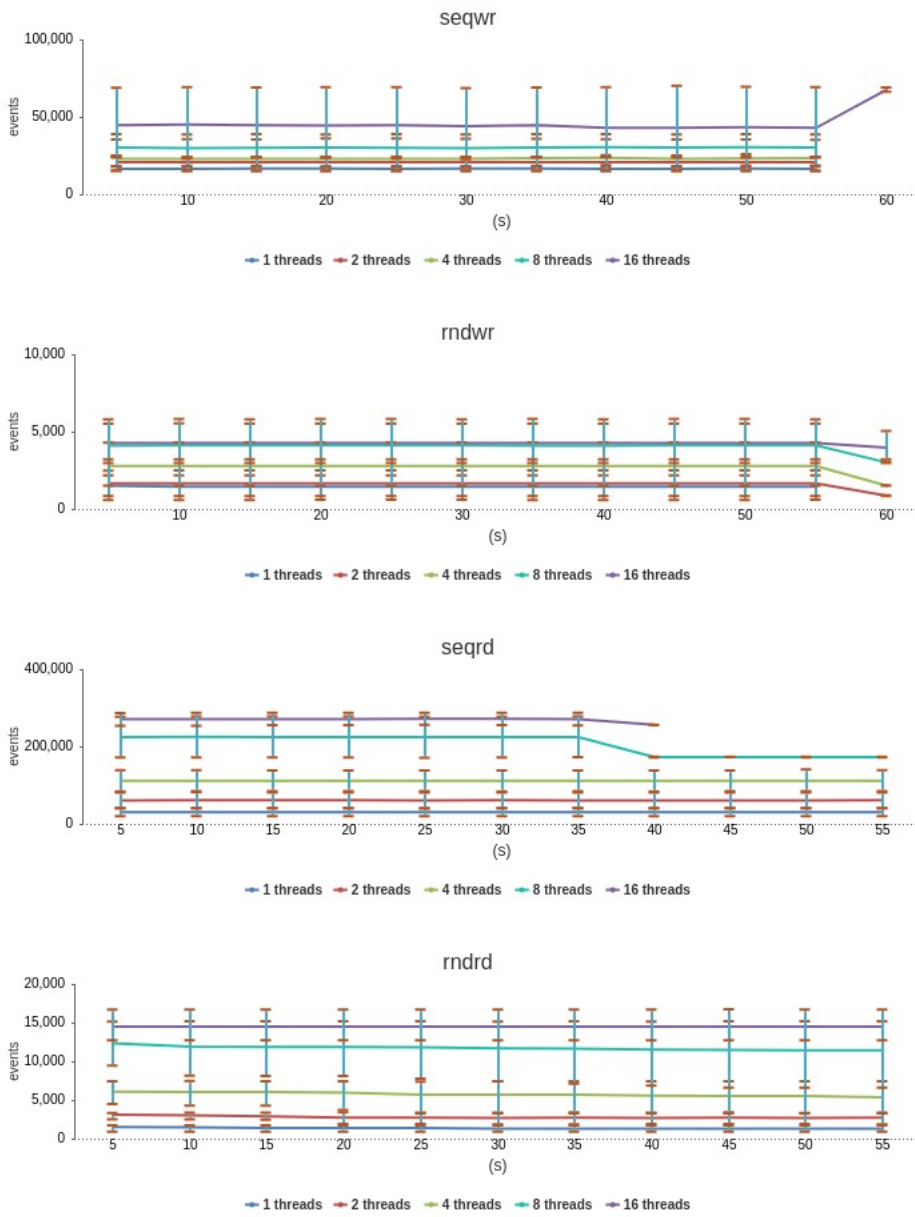 seqwr
100,000
50,000
0
events
10 20 30 40 50 60
(s)
1 threads 2 threads 4 threads 8 threads 16 threads
rndwr
10,000
5,000
0
events
10 20 30 40 50 60
(s)
1 threads 2 threads 4 threads 8 threads 16 threads
seqrd
400,000
200,000
0
events
5 10 15 20 25 30 35 40 45 50 55
(s)
1 threads 2 threads 4 threads 8 threads 16 threads
rndrd
20,000
15,000
10,000
5,000
0
events
5 10 15 20 25 30 35 40 45 50 55
(s)
1 threads 2 threads 4 threads 8 threads 16 threads